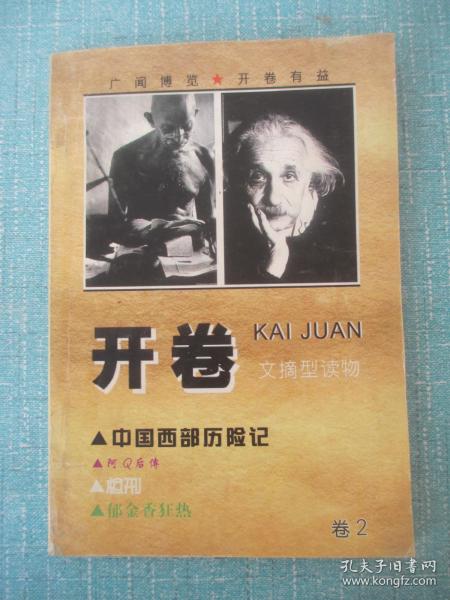 广闻博览★开卷有益
开卷
KAI JUAN
文摘型读物
▲中国西部历险记
▲阿Q后传
▲枪刑
▲郁金香狂热
卷2
孔夫子旧书网
www.kongfz.com